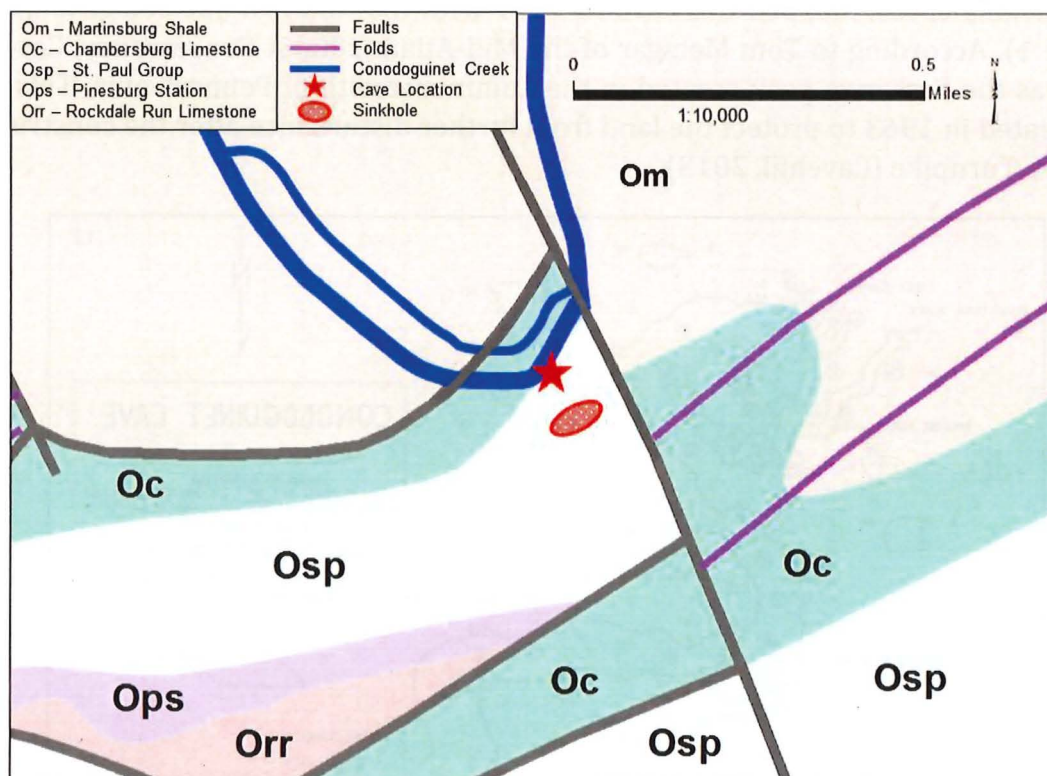 Om – Martinsburg Shale
Oc – Chambersburg Limestone
Osp – St. Paul Group
Ops – Pinesburg Station
Orr – Rockdale Run Limestone
Faults
Folds
Conodoguinet Creek
Cave Location
Sinkhole
0 0.5
Miles
1:10,000
N
Om
CONODOGUINET CAVE
Oc
Osp
Oc
Ops
Oc
Osp
Orr
Osp